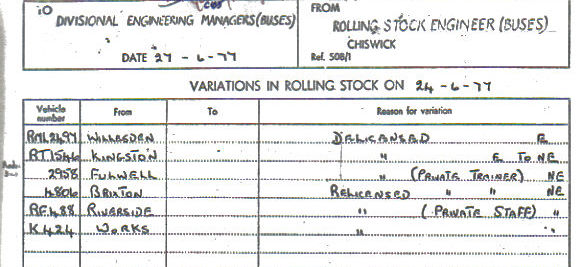 TO
DIVISIONAL ENGINEERING MANAGERS (BUSES)
DATE 27 - 6 - 77
FROM
ROLLING STOCK ENGINEER (BUSES)
CHISWICK
Ref. 508/1
VARIATIONS IN ROLLING STOCK ON 24 - 6 - 77
Vehicle number From To Reason for variation
RML2497 WILLESDEN DELICENSED E
RT1546 KINGSTON " E TO NE
2958 FULWELL " (PRIVATE TRAINER) NE
4806 BRIXTON RELICENSED " " NE
RF488 RIVERSIDE " (PRIVATE STAFF) "
K424 WORKS " "